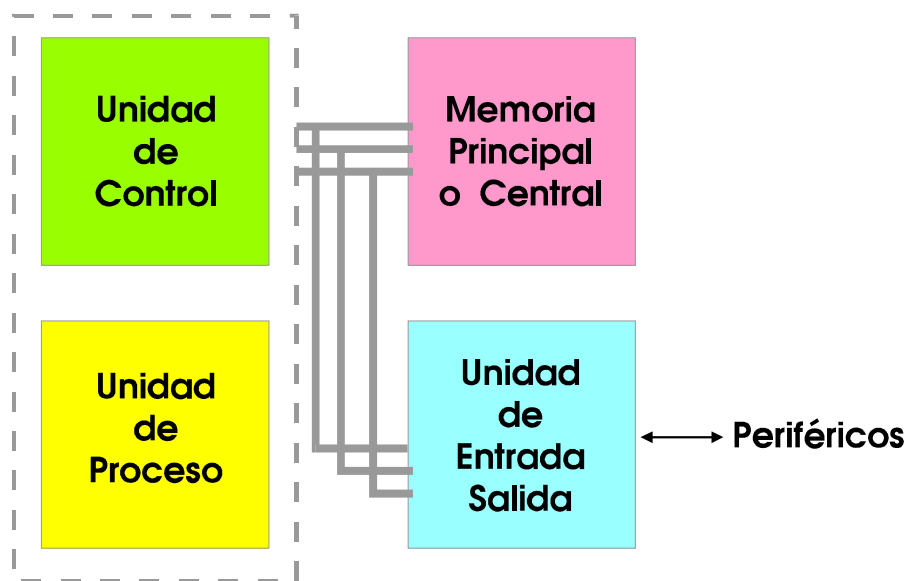 Unidad
de
Control
Memoria
Principal
o Central
Unidad
de
Proceso
Unidad
de
Entrada
Salida
Periféricos